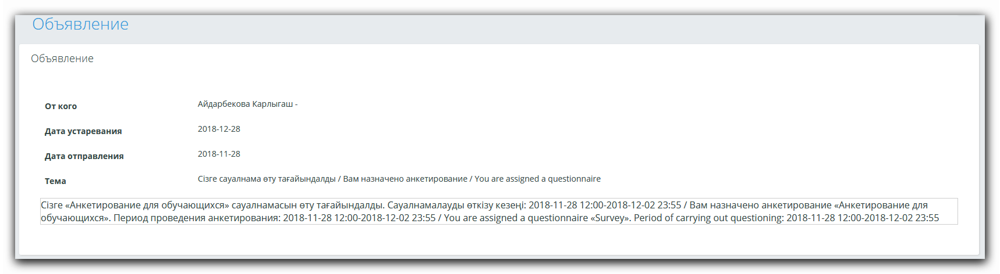 Объявление
Объявление
От кого Айдарбекова Карлыгаш -
Дата устаревания 2018-12-28
Дата отправления 2018-11-28
Тема Сізге сауалнама өту тағайындалды / Вам назначено анкетирование / You are assigned a questionnaire
Сізге «Анкетирование для обучающихся» сауалнамасын өту тағайындалды. Сауалнамалауды өткізу кезеңі: 2018-11-28 12:00-2018-12-02 23:55 / Вам назначено анкетирование «Анкетирование для
обучающихся». Период проведения анкетирования: 2018-11-28 12:00-2018-12-02 23:55 / You are assigned a questionnaire «Survey». Period of carrying out questioning: 2018-11-28 12:00-2018-12-02 23:55